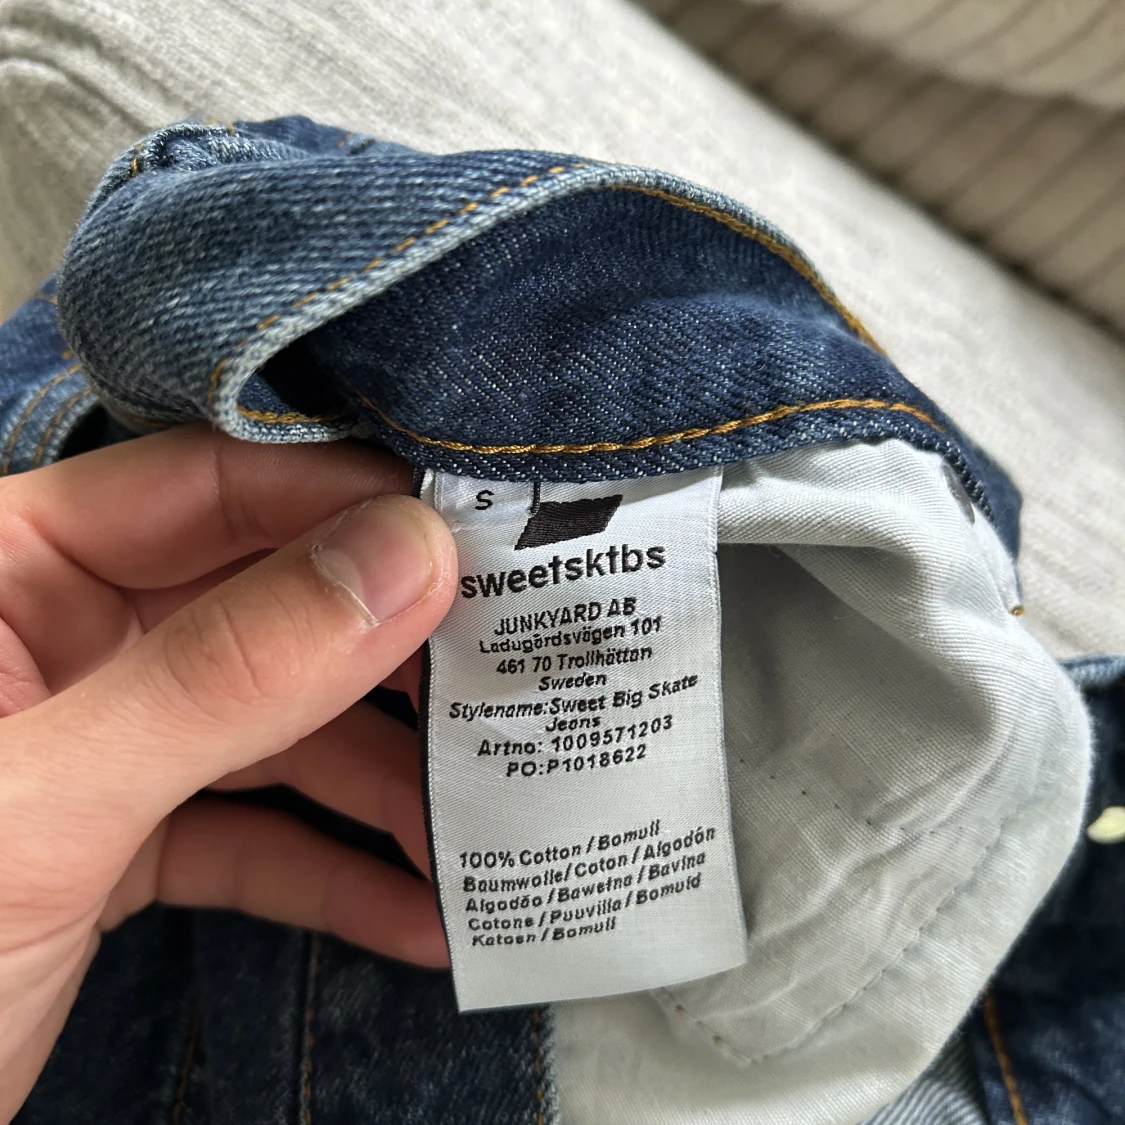 S
sweetsktbs
JUNKYARD AB
Ladugårdsvägen 101
461 70 Trollhättan
Sweden
Stylename:Sweet Big Skate
Jeans
Artno: 1009571203
PO:P1018622
100% Cotton / Bomull
Baumwolle/Coton / Algodón
Algodão / Bawełna / Bavlna
Cotone / Puuvilla / Bomuld
Katoen / Bomull